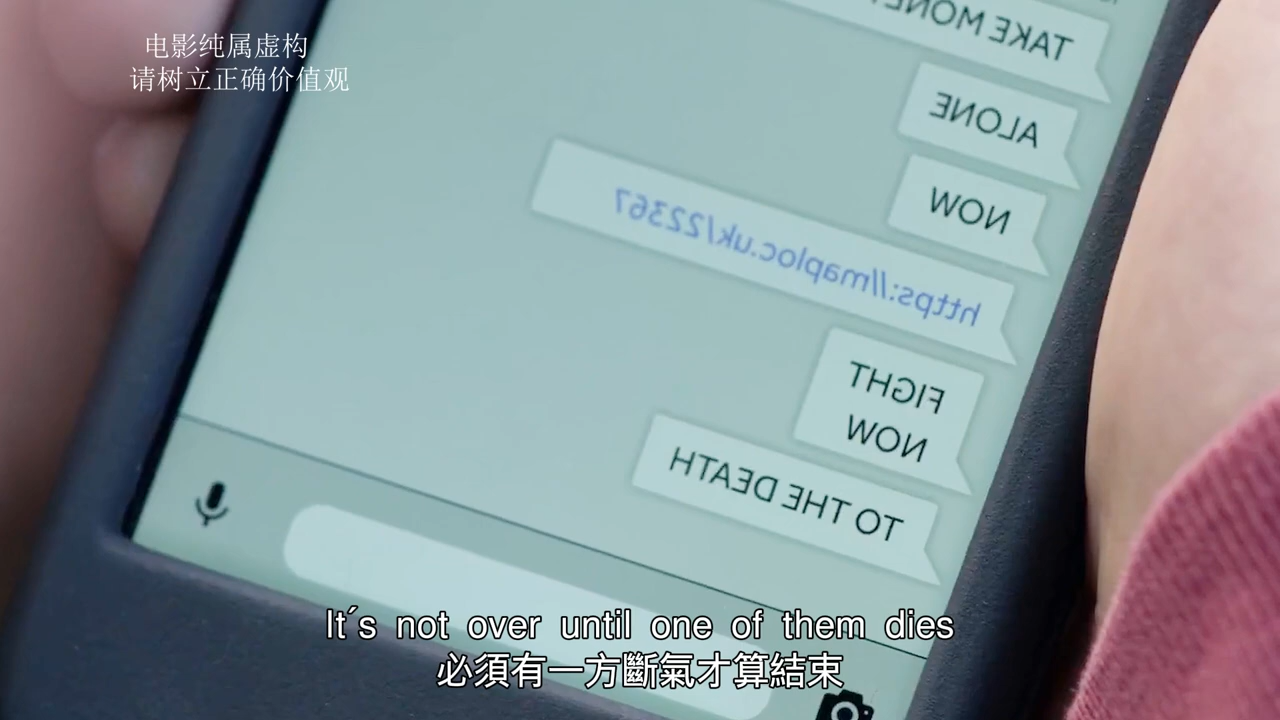 电影纯属虚构
请树立正确价值观
TAKE MONEY
ALONE
NOW
https://maploc.uk/22367
FIGHT
NOW
TO THE DEATH
It´s not over until one of them dies
必須有一方斷氣才算結束